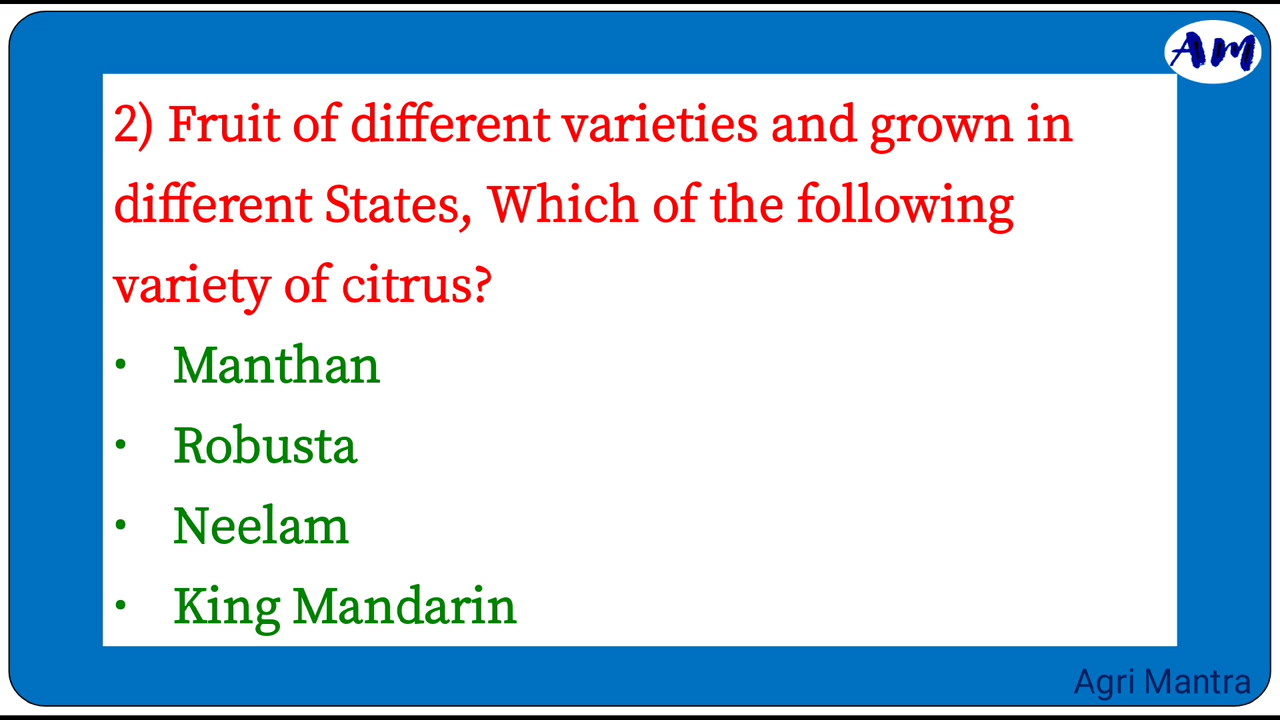 AM
2) Fruit of different varieties and grown in
different States, Which of the following
variety of citrus?
• Manthan
• Robusta
• Neelam
• King Mandarin
Agri Mantra